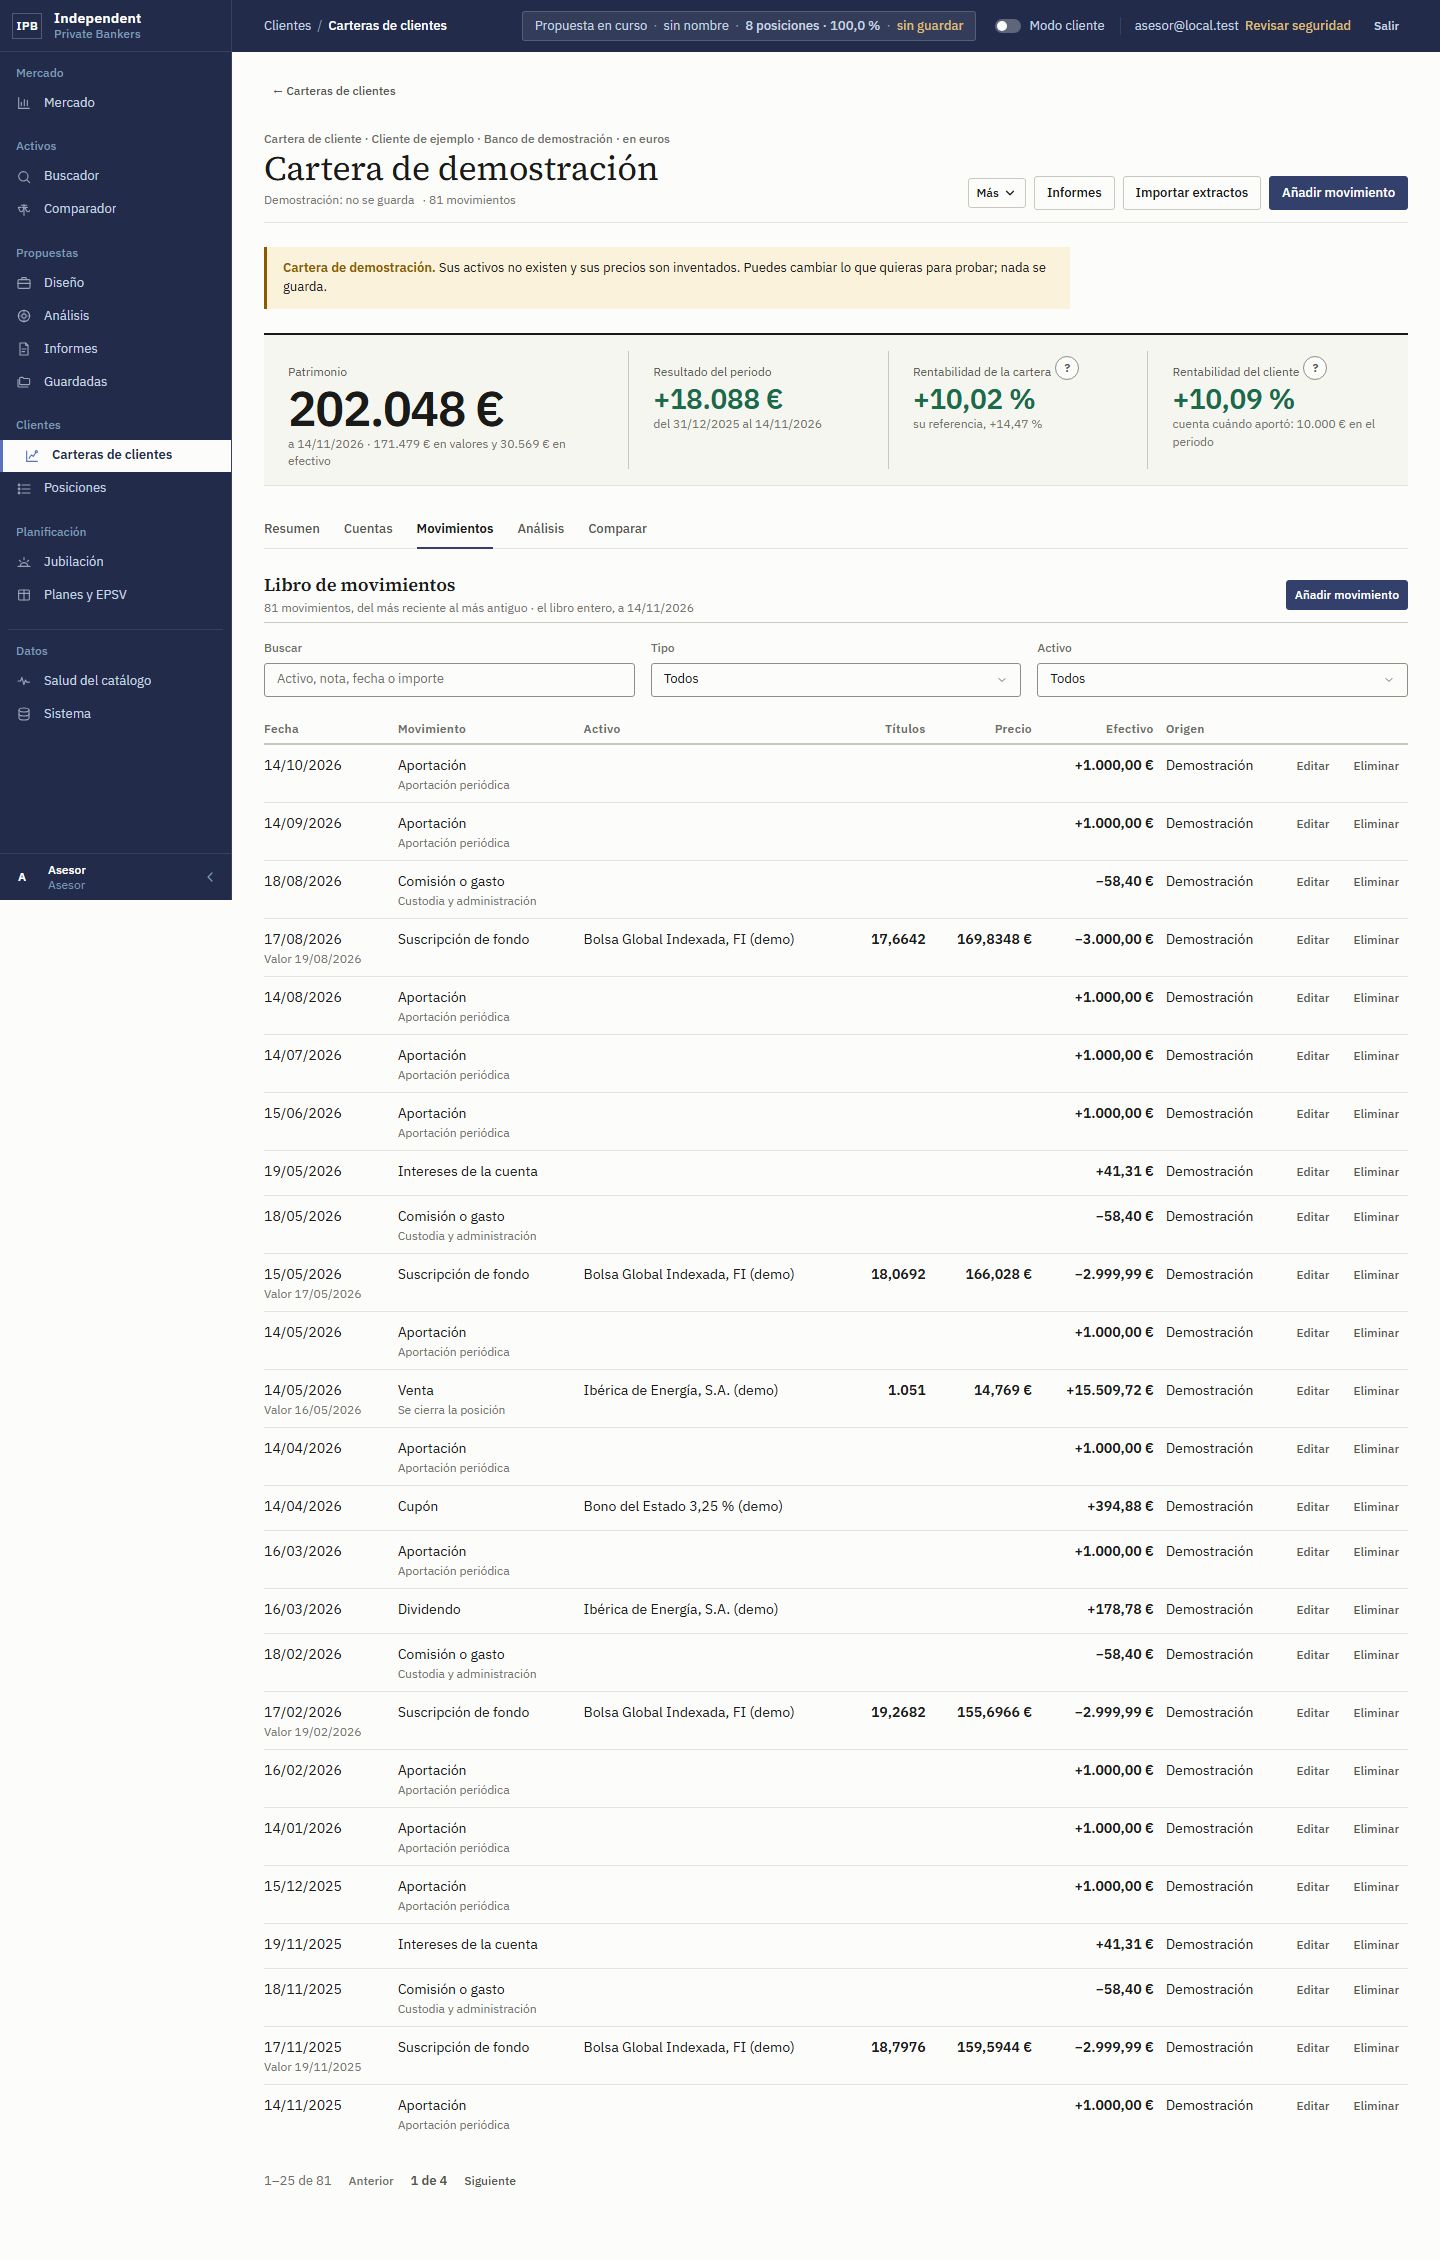 IPB
Independent
Private Bankers
Clientes / Carteras de clientes
Propuesta en curso · sin nombre · 8 posiciones · 100,0 % · sin guardar
Modo cliente
asesor@local.test Revisar seguridad
Salir
Mercado
Mercado
Activos
Buscador
Comparador
Propuestas
Diseño
Análisis
Informes
Guardadas
Clientes
Carteras de clientes
Posiciones
Planificación
Jubilación
Planes y EPSV
Datos
Salud del catálogo
Sistema
A
Asesor
Asesor
← Carteras de clientes
Cartera de cliente · Cliente de ejemplo · Banco de demostración · en euros
Cartera de demostración
Demostración: no se guarda · 81 movimientos
Más
Informes
Importar extractos
Añadir movimiento
Cartera de demostración. Sus activos no existen y sus precios son inventados. Puedes cambiar lo que quieras para probar; nada se
guarda.
Patrimonio
202.048 €
a 14/11/2026 · 171.479 € en valores y 30.569 € en
efectivo
Resultado del periodo
+18.088 €
del 31/12/2025 al 14/11/2026
Rentabilidad de la cartera ?
+10,02 %
su referencia, +14,47 %
Rentabilidad del cliente ?
+10,09 %
cuenta cuándo aportó: 10.000 € en el
periodo
Resumen Cuentas Movimientos Análisis Comparar
Libro de movimientos
81 movimientos, del más reciente al más antiguo · el libro entero, a 14/11/2026
Añadir movimiento
Buscar Tipo Activo
Activo, nota, fecha o importe Todos Todos
Fecha Movimiento Activo Títulos Precio Efectivo Origen
14/10/2026 Aportación +1.000,00 € Demostración Editar Eliminar
Aportación periódica
14/09/2026 Aportación +1.000,00 € Demostración Editar Eliminar
Aportación periódica
18/08/2026 Comisión o gasto −58,40 € Demostración Editar Eliminar
Custodia y administración
17/08/2026 Suscripción de fondo Bolsa Global Indexada, FI (demo) 17,6642 169,8348 € −3.000,00 € Demostración Editar Eliminar
Valor 19/08/2026
14/08/2026 Aportación +1.000,00 € Demostración Editar Eliminar
Aportación periódica
14/07/2026 Aportación +1.000,00 € Demostración Editar Eliminar
Aportación periódica
15/06/2026 Aportación +1.000,00 € Demostración Editar Eliminar
Aportación periódica
19/05/2026 Intereses de la cuenta +41,31 € Demostración Editar Eliminar
18/05/2026 Comisión o gasto −58,40 € Demostración Editar Eliminar
Custodia y administración
15/05/2026 Suscripción de fondo Bolsa Global Indexada, FI (demo) 18,0692 166,028 € −2.999,99 € Demostración Editar Eliminar
Valor 17/05/2026
14/05/2026 Aportación +1.000,00 € Demostración Editar Eliminar
Aportación periódica
14/05/2026 Venta Ibérica de Energía, S.A. (demo) 1.051 14,769 € +15.509,72 € Demostración Editar Eliminar
Valor 16/05/2026 Se cierra la posición
14/04/2026 Aportación +1.000,00 € Demostración Editar Eliminar
Aportación periódica
14/04/2026 Cupón Bono del Estado 3,25 % (demo) +394,88 € Demostración Editar Eliminar
16/03/2026 Aportación +1.000,00 € Demostración Editar Eliminar
Aportación periódica
16/03/2026 Dividendo Ibérica de Energía, S.A. (demo) +178,78 € Demostración Editar Eliminar
18/02/2026 Comisión o gasto −58,40 € Demostración Editar Eliminar
Custodia y administración
17/02/2026 Suscripción de fondo Bolsa Global Indexada, FI (demo) 19,2682 155,6966 € −2.999,99 € Demostración Editar Eliminar
Valor 19/02/2026
16/02/2026 Aportación +1.000,00 € Demostración Editar Eliminar
Aportación periódica
14/01/2026 Aportación +1.000,00 € Demostración Editar Eliminar
Aportación periódica
15/12/2025 Aportación +1.000,00 € Demostración Editar Eliminar
Aportación periódica
19/11/2025 Intereses de la cuenta +41,31 € Demostración Editar Eliminar
18/11/2025 Comisión o gasto −58,40 € Demostración Editar Eliminar
Custodia y administración
17/11/2025 Suscripción de fondo Bolsa Global Indexada, FI (demo) 18,7976 159,5944 € −2.999,99 € Demostración Editar Eliminar
Valor 19/11/2025
14/11/2025 Aportación +1.000,00 € Demostración Editar Eliminar
Aportación periódica
1–25 de 81 Anterior 1 de 4 Siguiente